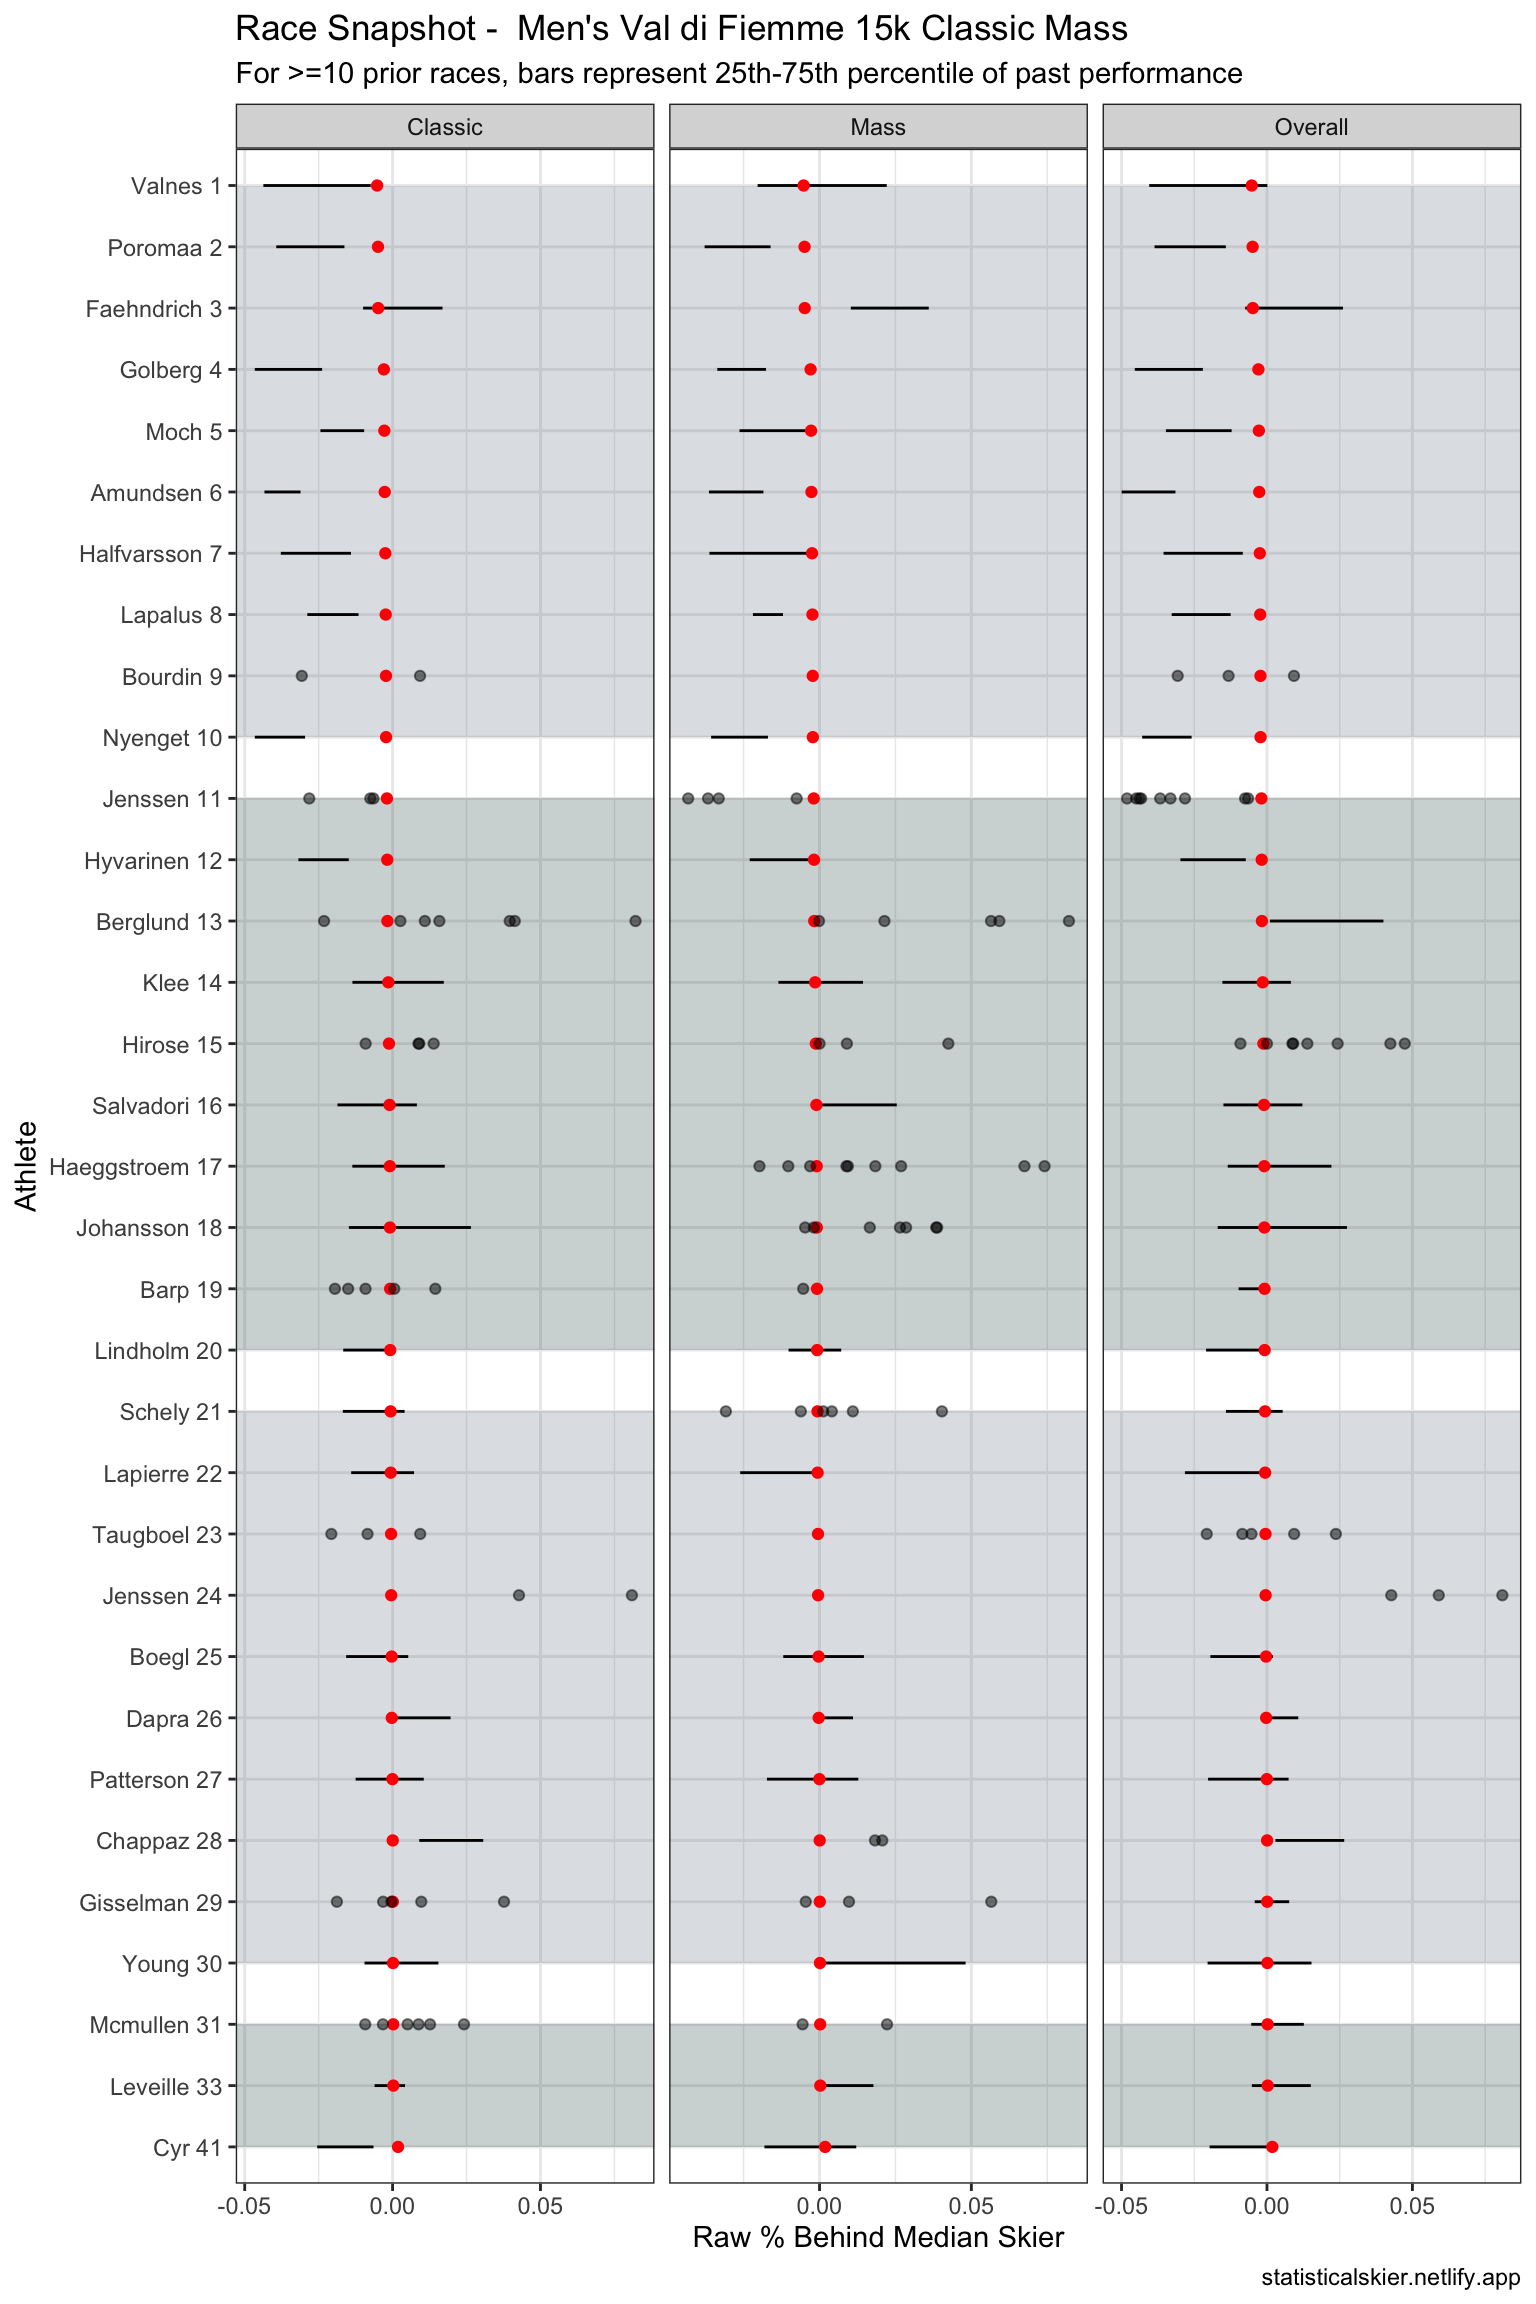 Race Snapshot -  Men's Val di Fiemme 15k Classic Mass
For >=10 prior races, bars represent 25th-75th percentile of past performance
Classic
Mass
Overall
Athlete
Valnes 1
Poromaa 2
Faehndrich 3
Golberg 4
Moch 5
Amundsen 6
Halfvarsson 7
Lapalus 8
Bourdin 9
Nyenget 10
Jenssen 11
Hyvarinen 12
Berglund 13
Klee 14
Hirose 15
Salvadori 16
Haeggstroem 17
Johansson 18
Barp 19
Lindholm 20
Schely 21
Lapierre 22
Taugboel 23
Jenssen 24
Boegl 25
Dapra 26
Patterson 27
Chappaz 28
Gisselman 29
Young 30
Mcmullen 31
Leveille 33
Cyr 41
-0.05 0.00 0.05 0.00 0.05 -0.05 0.00 0.05
Raw % Behind Median Skier
statisticalskier.netlify.app